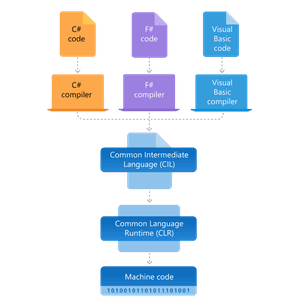 C#
code
F#
code
Visual
Basic
code
C#
compiler
F#
compiler
Visual
Basic
compiler
Common Intermediate
Language (CIL)
Common Language
Runtime (CLR)
Machine code
10100101101011101001